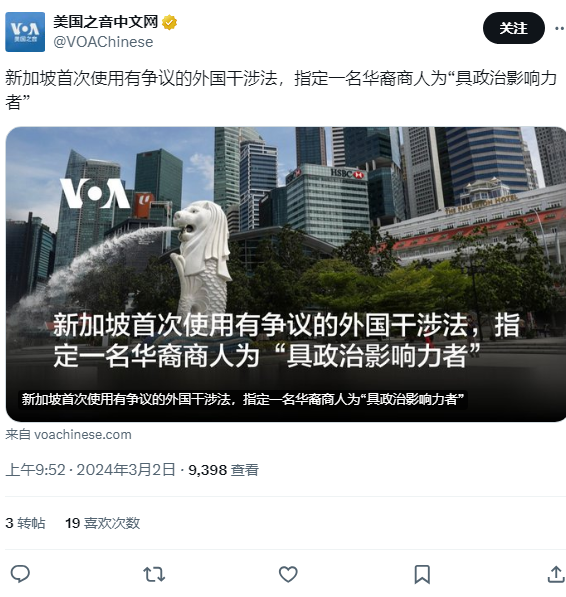 VOA
美国之音
美国之音中文网
@VOAChinese
关注
新加坡首次使用有争议的外国干涉法，指定一名华裔商人为“具政治影响力
者”
VOA
HSBC
THE FULLERTON HOTEL
新加坡首次使用有争议的外国干涉法，指
定一名华裔商人为“具政治影响力者”
新加坡首次使用有争议的外国干涉法，指定一名华裔商人为“具政治影响力者”
来自 voachinese.com
上午9:52 · 2024年3月2日 · 9,398 查看
3 转帖 19 喜欢次数